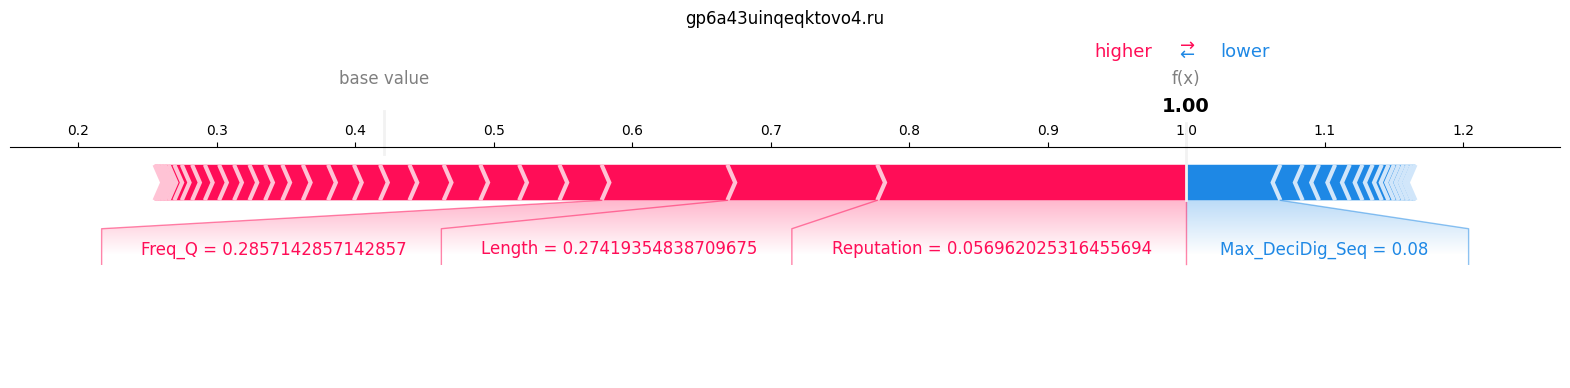 gp6a43uinqeqktovo4.ru
higher ⇄ lower
base value f(x)
1.00
0.2 0.3 0.4 0.5 0.6 0.7 0.8 0.9 1.0 1.1 1.2
Freq_Q = 0.2857142857142857 Length = 0.27419354838709675 Reputation = 0.056962025316455694 Max_DeciDig_Seq = 0.08